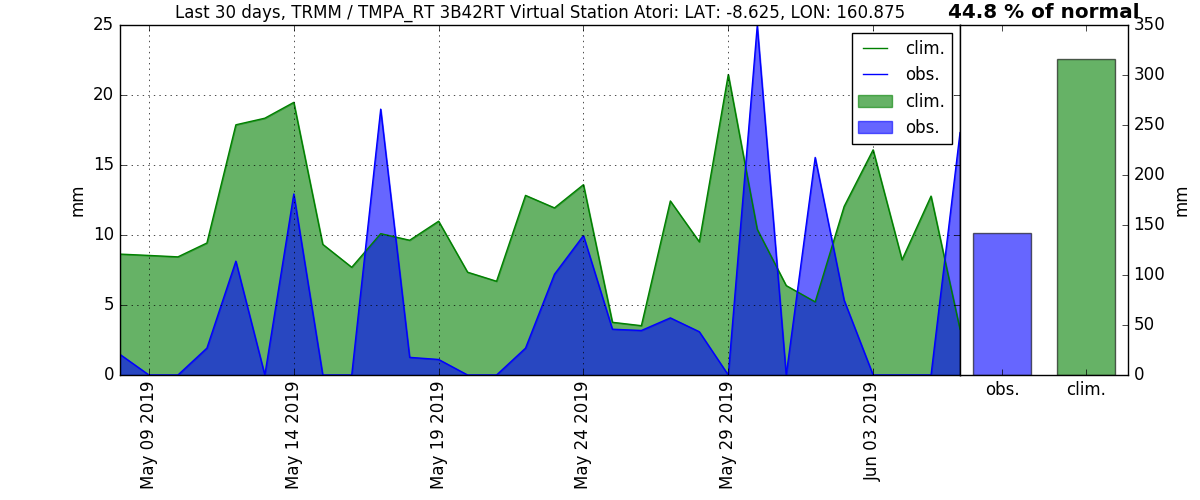 Last 30 days, TRMM / TMPA_RT 3B42RT Virtual Station Atori: LAT: -8.625, LON: 160.875
44.8 % of normal
25
20
15
10
5
0
mm
clim.
obs.
clim.
obs.
350
300
250
200
150
100
50
0
mm
obs.
clim.
May 09 2019
May 14 2019
May 19 2019
May 24 2019
May 29 2019
Jun 03 2019